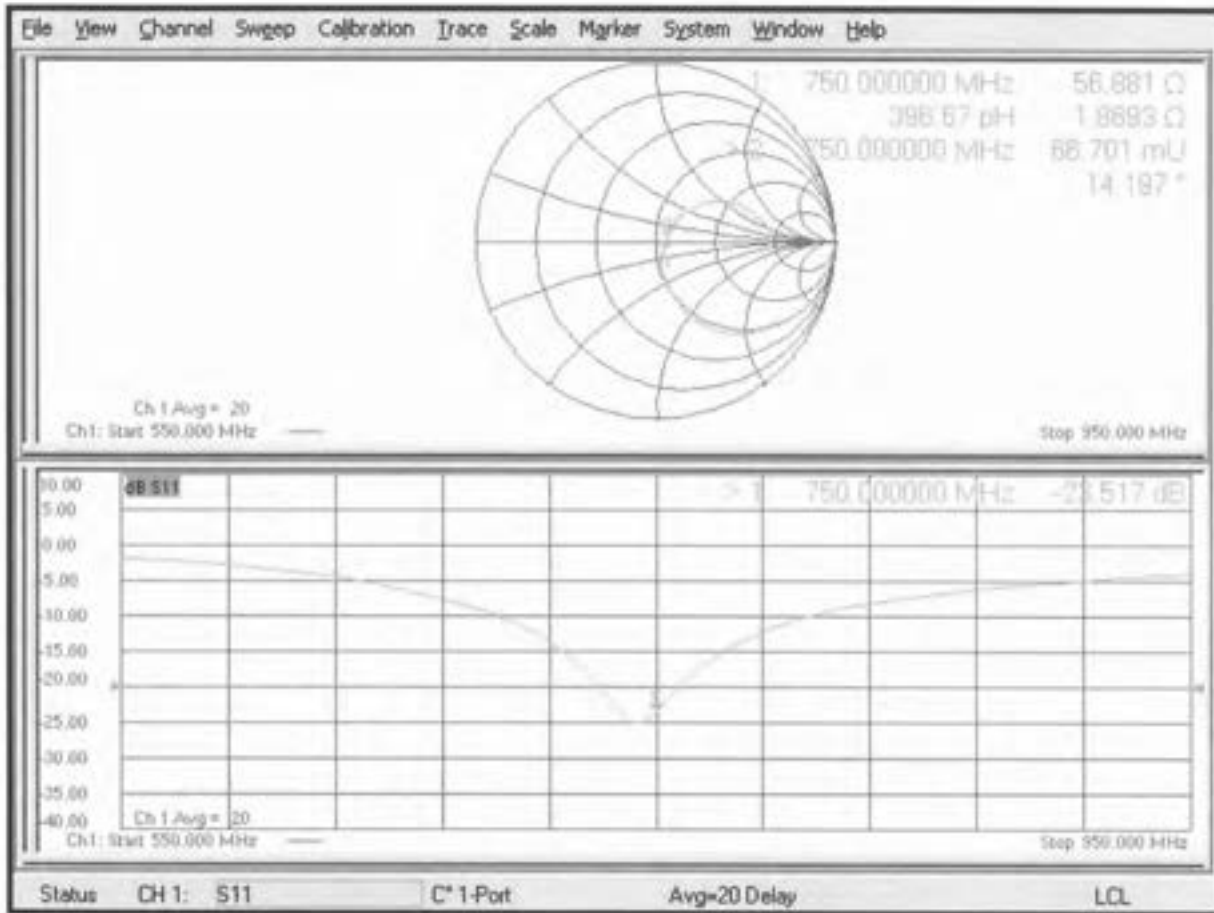 File View Channel Sweep Calibration Trace Scale Marker System Window Help
1 750.000000 MHz 56.881 Ω
396.67 pH 1.8693 Ω
> 2 750.000000 MHz 66.701 mU
14.197 °
Ch 1 Avg = 20
Ch1: Start 550.000 MHz
Stop 950.000 MHz
10.00 dB S11
> 1 750.000000 MHz -23.517 dB
5.00
0.00
-5.00
-10.00
-15.00
-20.00
-25.00
-30.00
-35.00
-40.00
Ch 1 Avg = 20
Ch1: Start 550.000 MHz
Stop 950.000 MHz
Status CH 1: S11 C* 1-Port Avg=20 Delay LCL